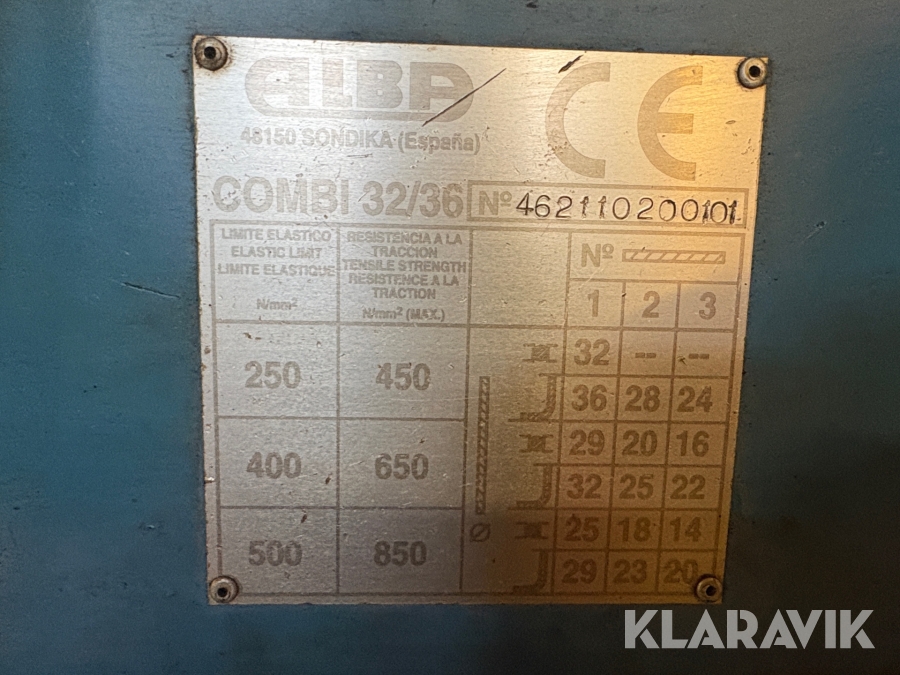 ALBA
CE
48150 SONDIKA (España)
COMBI 32/36 Nº 462110200101
LIMITE ELASTICO
ELASTIC LIMIT
LIMITE ELASTIQUE
N/mm²
RESISTENCIA A LA
TRACCION
TENSILE STRENGTH
RESISTENCE A LA
TRACTION
N/mm² (MAX.)
Nº
1 2 3
250 450
32 -- --
36 28 24
400 650
29 20 16
32 25 22
500 850
Ø
25 18 14
29 23 20
KLARAVIK